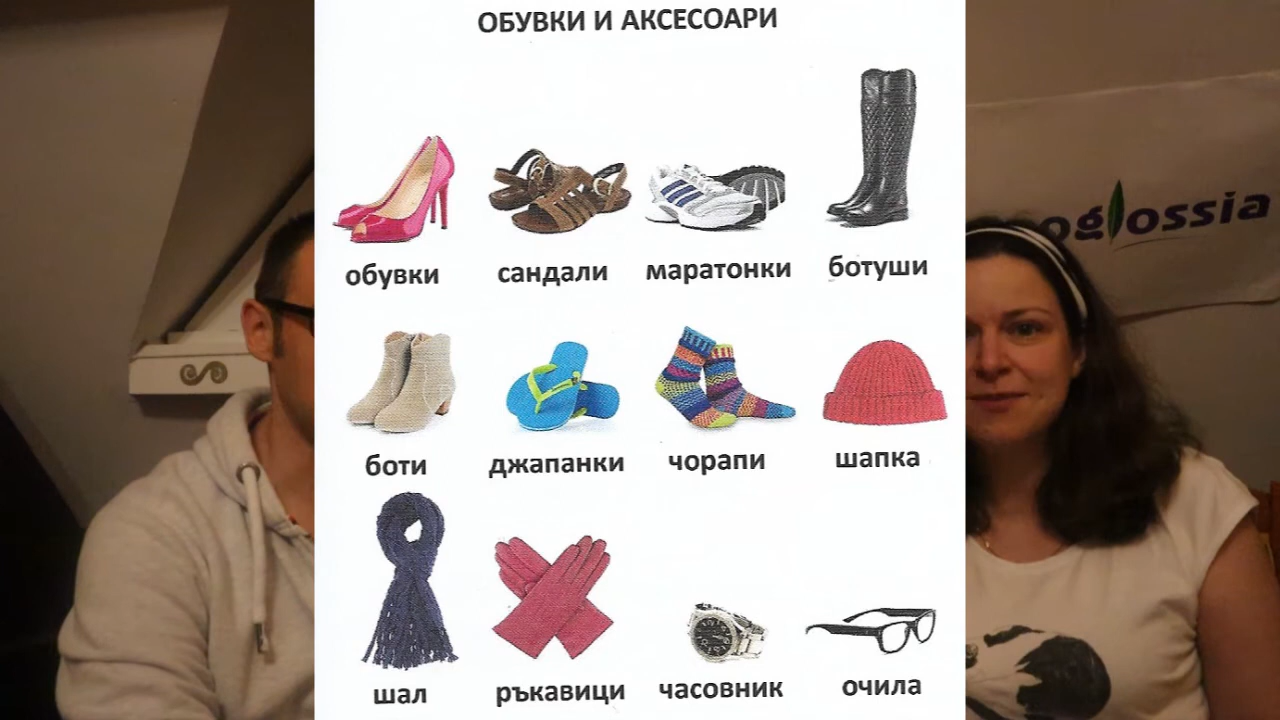 ОБУВКИ И АКСЕСОАРИ
обувки сандали маратонки ботуши
боти джапанки чорапи шапка
шал ръкавици часовник очила
oglossia